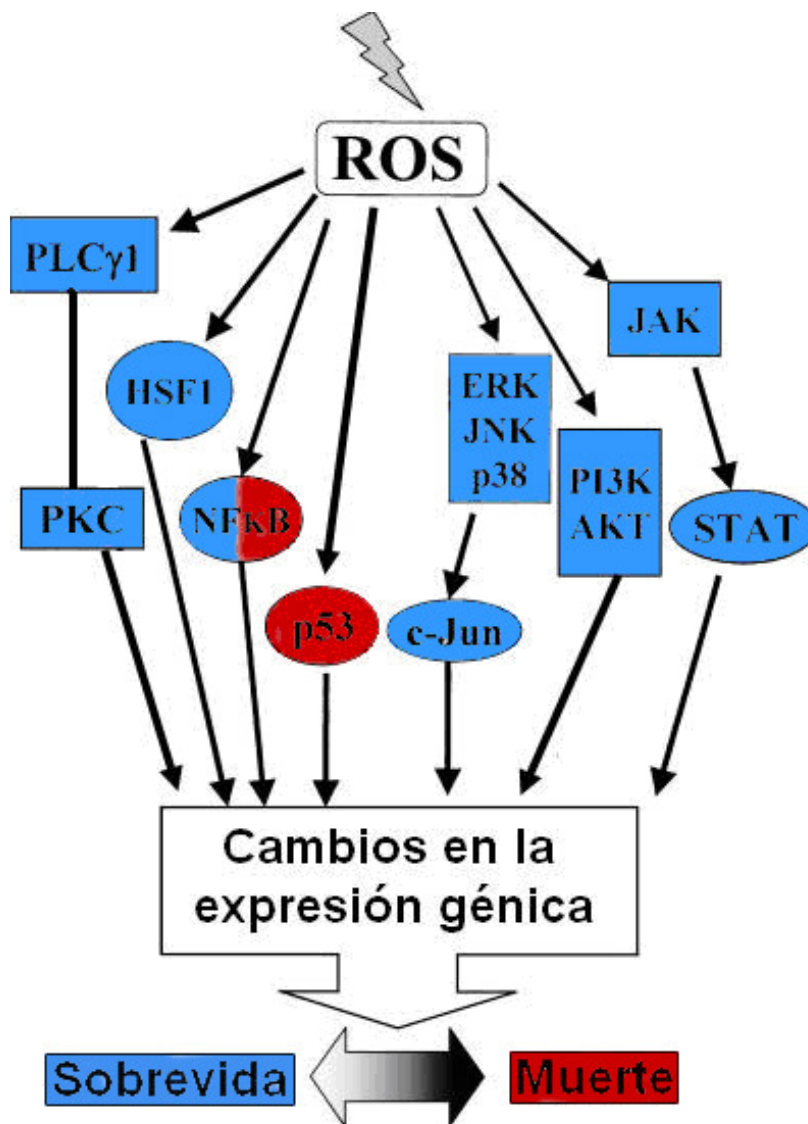 ROS
PLCγ1
JAK
HSF1
ERK
JNK
p38
PI3K
AKT
PKC
NFκB
STAT
p53
c-Jun
Cambios en la
expresión génica
Sobrevida
Muerte